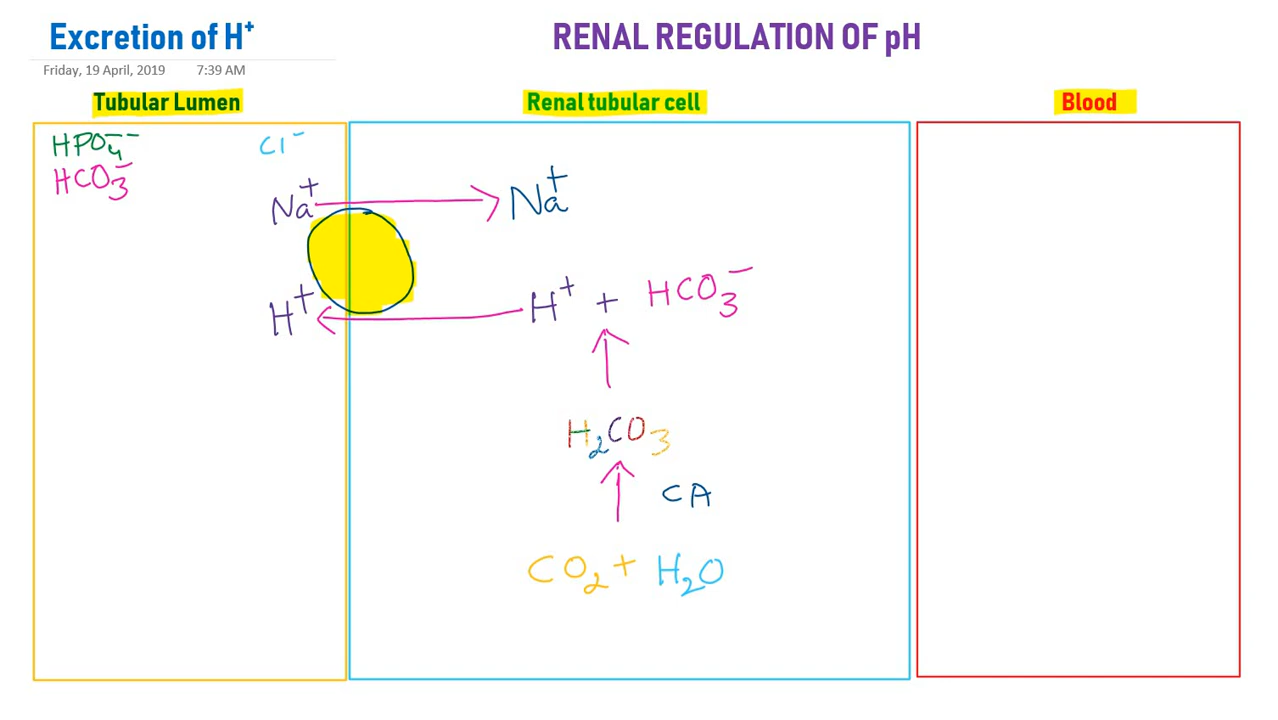 Excretion of H⁺
RENAL REGULATION OF pH
Friday, 19 April, 2019 7:39 AM
Tubular Lumen
Renal tubular cell
Blood
HPO₄⁻⁻
Cl⁻
HCO₃⁻
Na⁺
Na⁺
H⁺
H⁺ + HCO₃⁻
H₂CO₃
CA
CO₂ + H₂O